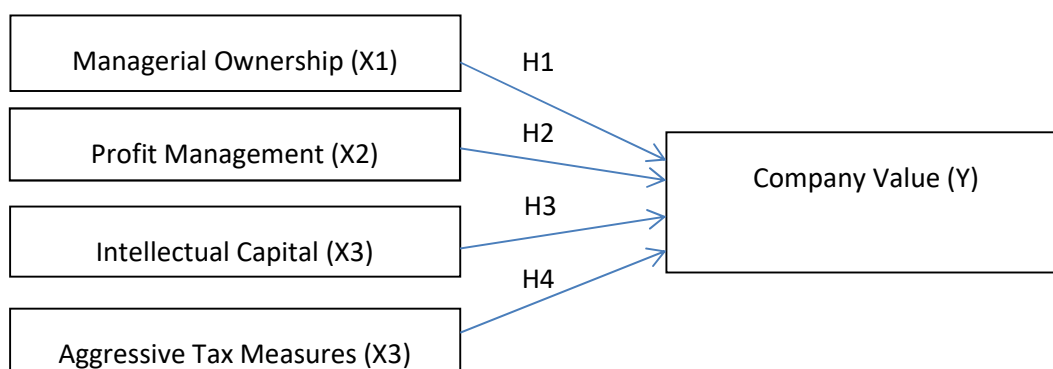 Managerial Ownership (X1)
H1
Profit Management (X2)
H2
Company Value (Y)
Intellectual Capital (X3)
H3
H4
Aggressive Tax Measures (X3)